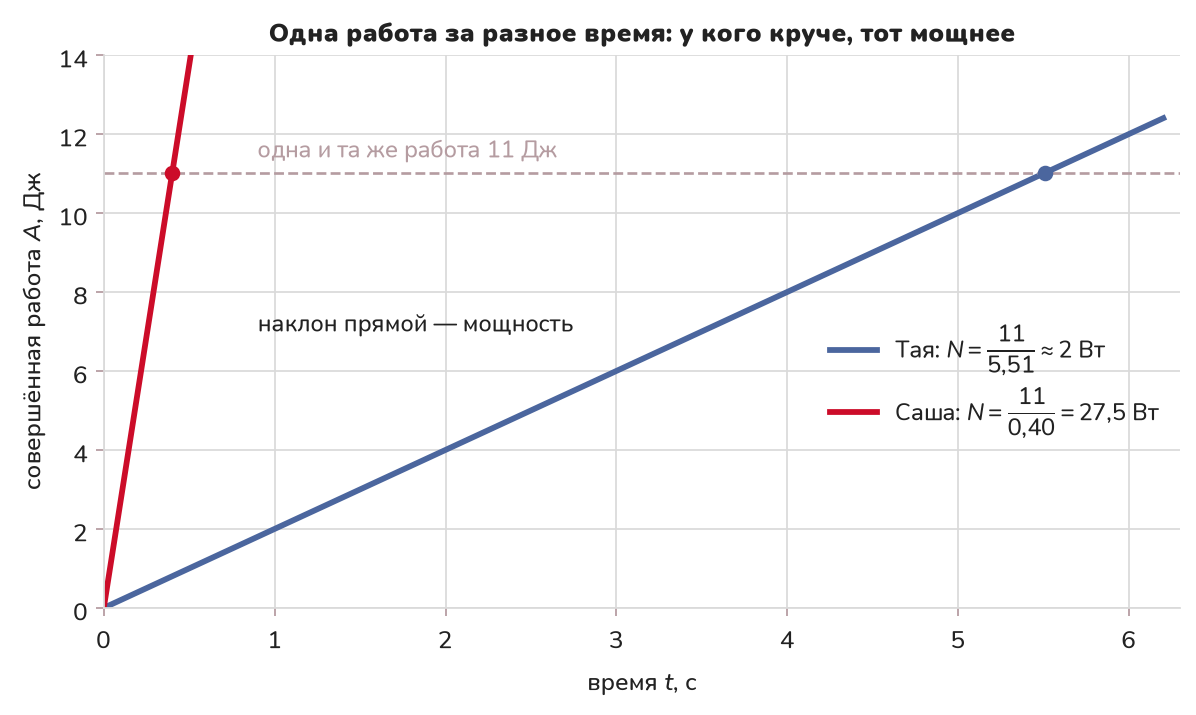 Одна работа за разное время: у кого круче, тот мощнее
14
12
10
8
6
4
2
0
совершённая работа A, Дж
одна и та же работа 11 Дж
наклон прямой — мощность
Тая: N = 11/5,51 ≈ 2 Вт
Саша: N = 11/0,40 = 27,5 Вт
0 1 2 3 4 5 6
время t, с